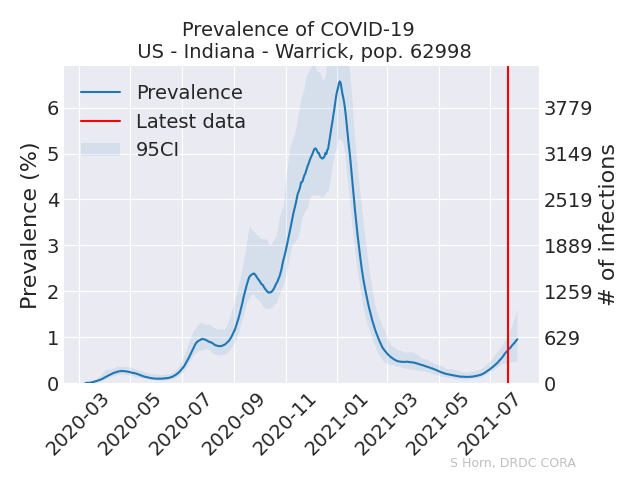 Prevalence of COVID-19
US - Indiana - Warrick, pop. 62998
Prevalence
Latest data
95CI
Prevalence (%)
6
5
4
3
2
1
0
3779
3149
2519
1889
1259
629
0
# of infections
2020-03
2020-05
2020-07
2020-09
2020-11
2021-01
2021-03
2021-05
2021-07
S Horn, DRDC CORA